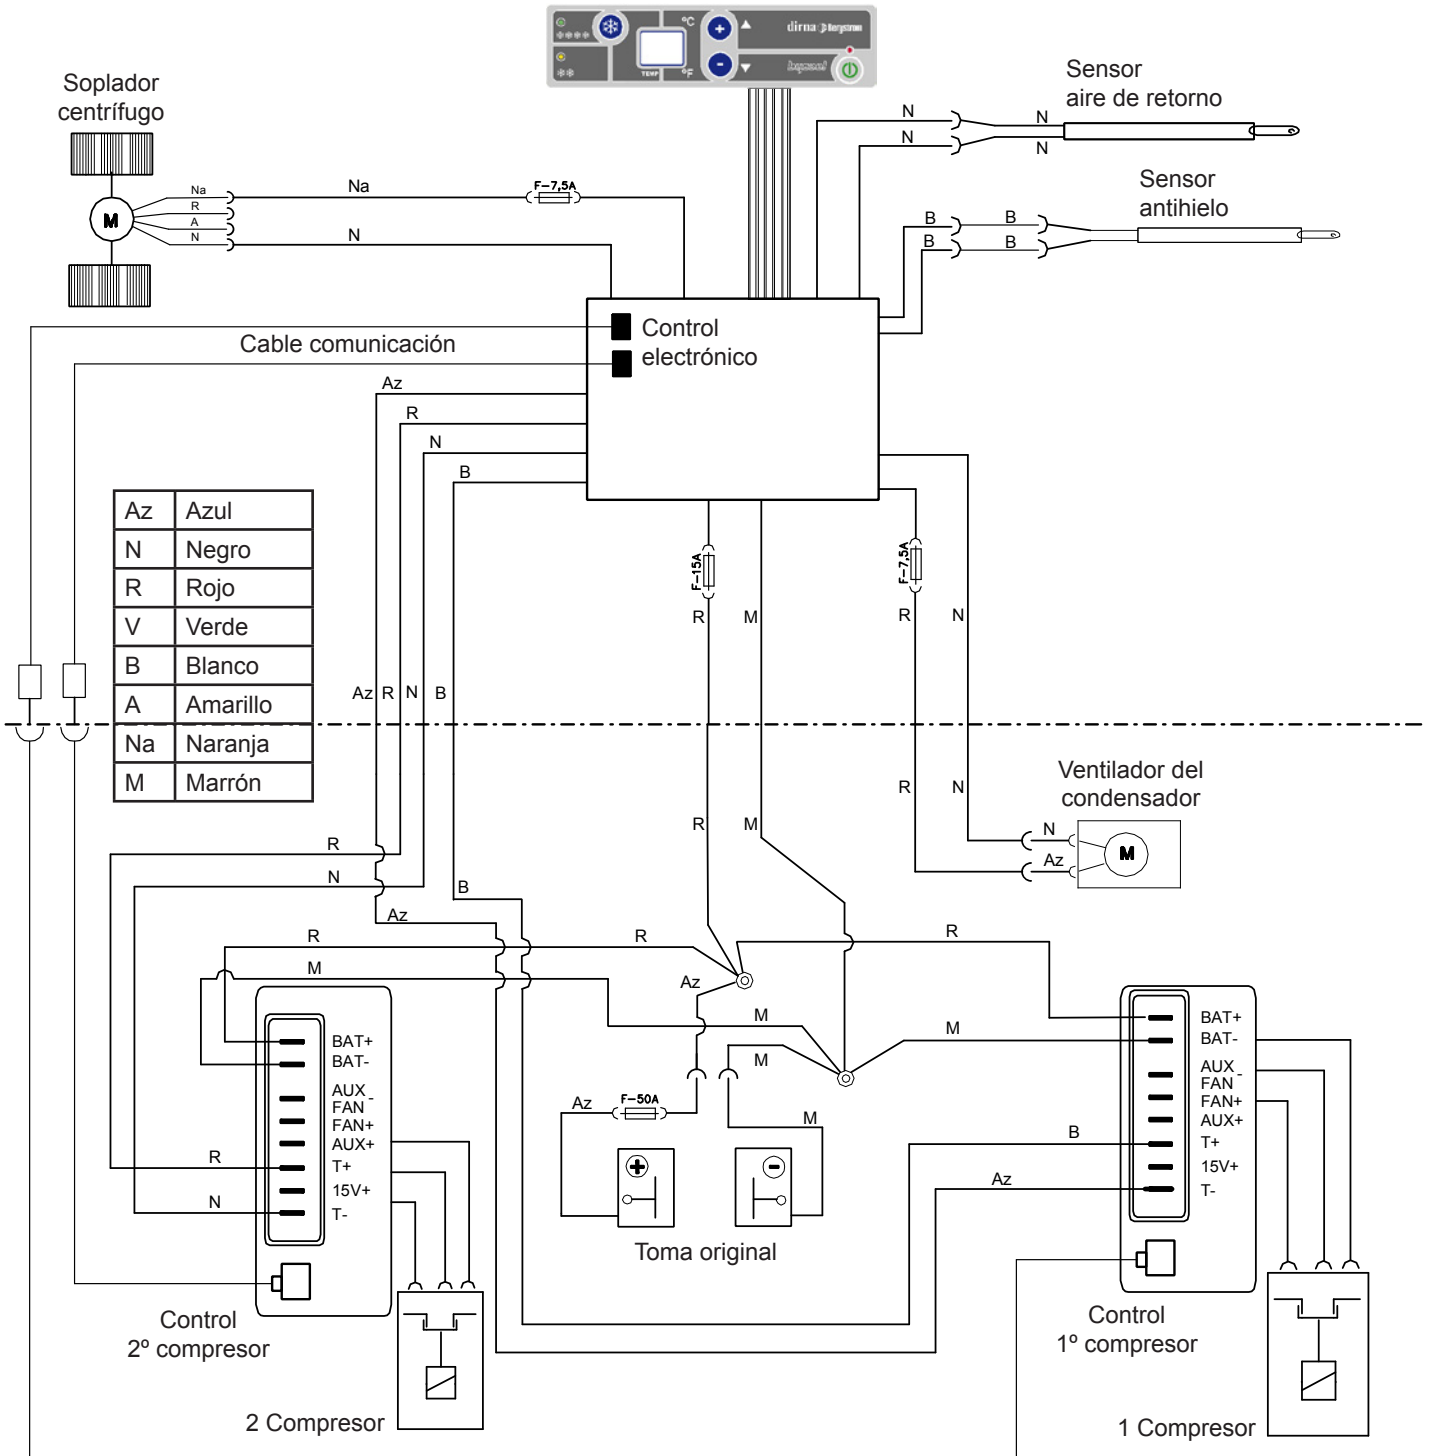 °C
°F
TEMP
dirna Bergstrom
Soplador
centrífugo
M
Na
R
A
N
Na
N
F-7,5A
Sensor
aire de retorno
N
N
N
N
Sensor
antihielo
B
B
B
B
Control
electrónico
Cable comunicación
Az
R
N
B
Az Azul
N Negro
R Rojo
V Verde
B Blanco
A Amarillo
Na Naranja
M Marrón
F-15A
F-7,5A
R
M
R
N
Az
R
N
B
R
M
R
N
Ventilador del
condensador
N
Az
M
R
N
B
Az
R
R
R
M
Az
M
M
M
BAT+
BAT-
AUX
FAN -
FAN+
AUX+
T+
15V+
T-
R
N
Az
F-50A
M
+
-
Toma original
B
Az
BAT+
BAT-
AUX
FAN -
FAN+
AUX+
T+
15V+
T-
Control
2º compresor
2 Compresor
Control
1º compresor
1 Compresor